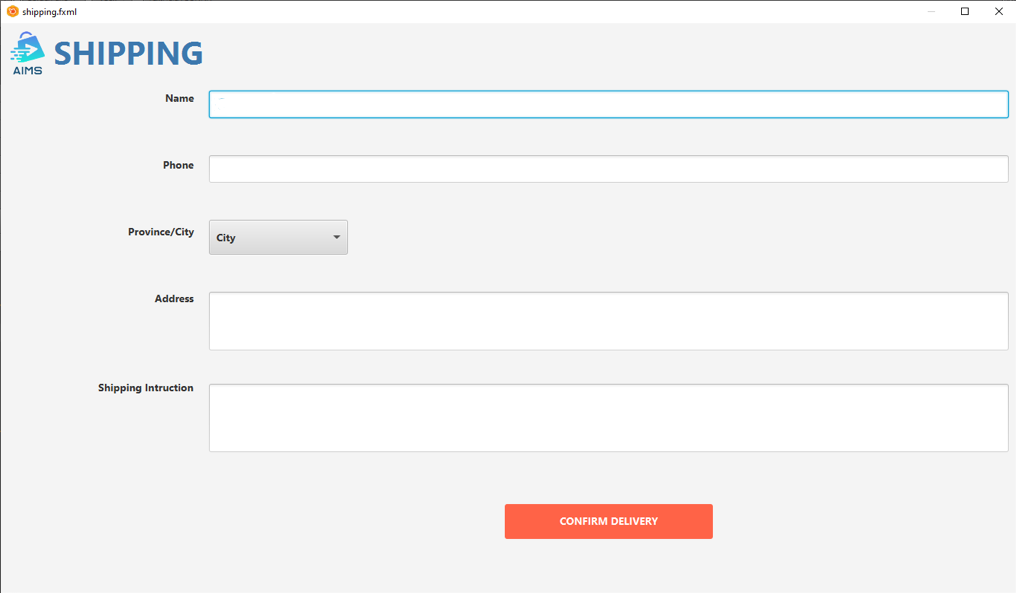 shipping.fxml
AIMS
SHIPPING
Name
Phone
Province/City
City
Address
Shipping Intruction
CONFIRM DELIVERY